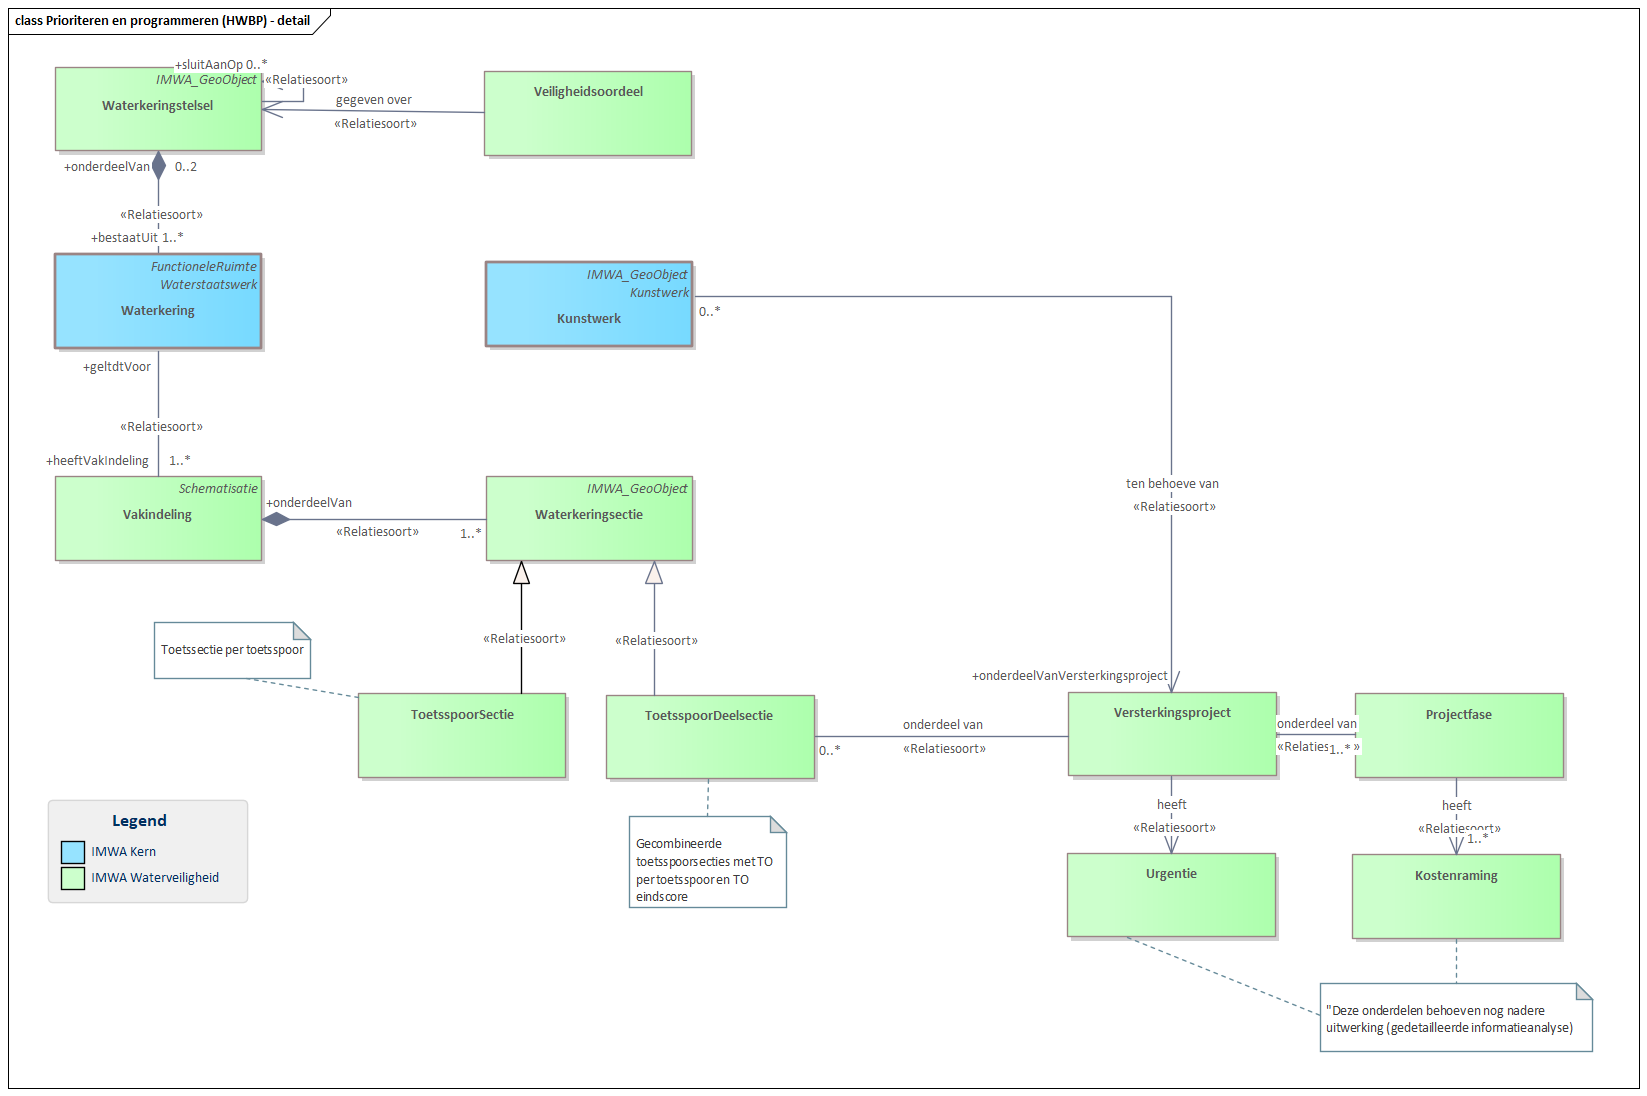 class Prioriteren en programmeren (HWBP) - detail
+sluitAanOp 0..*
IMWA_GeoObject
«Relatiesoort»
Waterkeringstelsel
gegeven over
«Relatiesoort»
Veiligheidsoordeel
+onderdeelVan
0..2
«Relatiesoort»
+bestaatUit 1..*
FunctioneleRuimte
Waterstaatswerk
Waterkering
IMWA_GeoObject
Kunstwerk
Kunstwerk
0..*
+geltdtVoor
«Relatiesoort»
+heeftVakIndeling
1..*
Schematisatie
Vakindeling
+onderdeelVan
«Relatiesoort»
1..*
IMWA_GeoObject
Waterkeringsectie
ten behoeve van
«Relatiesoort»
+onderdeelVanVersterkingsproject
«Relatiesoort»
«Relatiesoort»
Toetssectie per toetsspoor
ToetsspoorSectie
ToetsspoorDeelsectie
0..*
onderdeel van
«Relatiesoort»
Versterkingsproject
onderdeel van
«Relaties
1..*
»
Projectfase
heeft
«Relatiesoort»
heeft
«Relatiesoort»
1..*
Gecombineerde
toetsspoorsecties met TO
per toetsspoor en TO
eindscore
Urgentie
Kostenraming
Legend
IMWA Kern
IMWA Waterveiligheid
"Deze onderdelen behoeven nog nadere
uitwerking (gedetailleerde informatieanalyse)